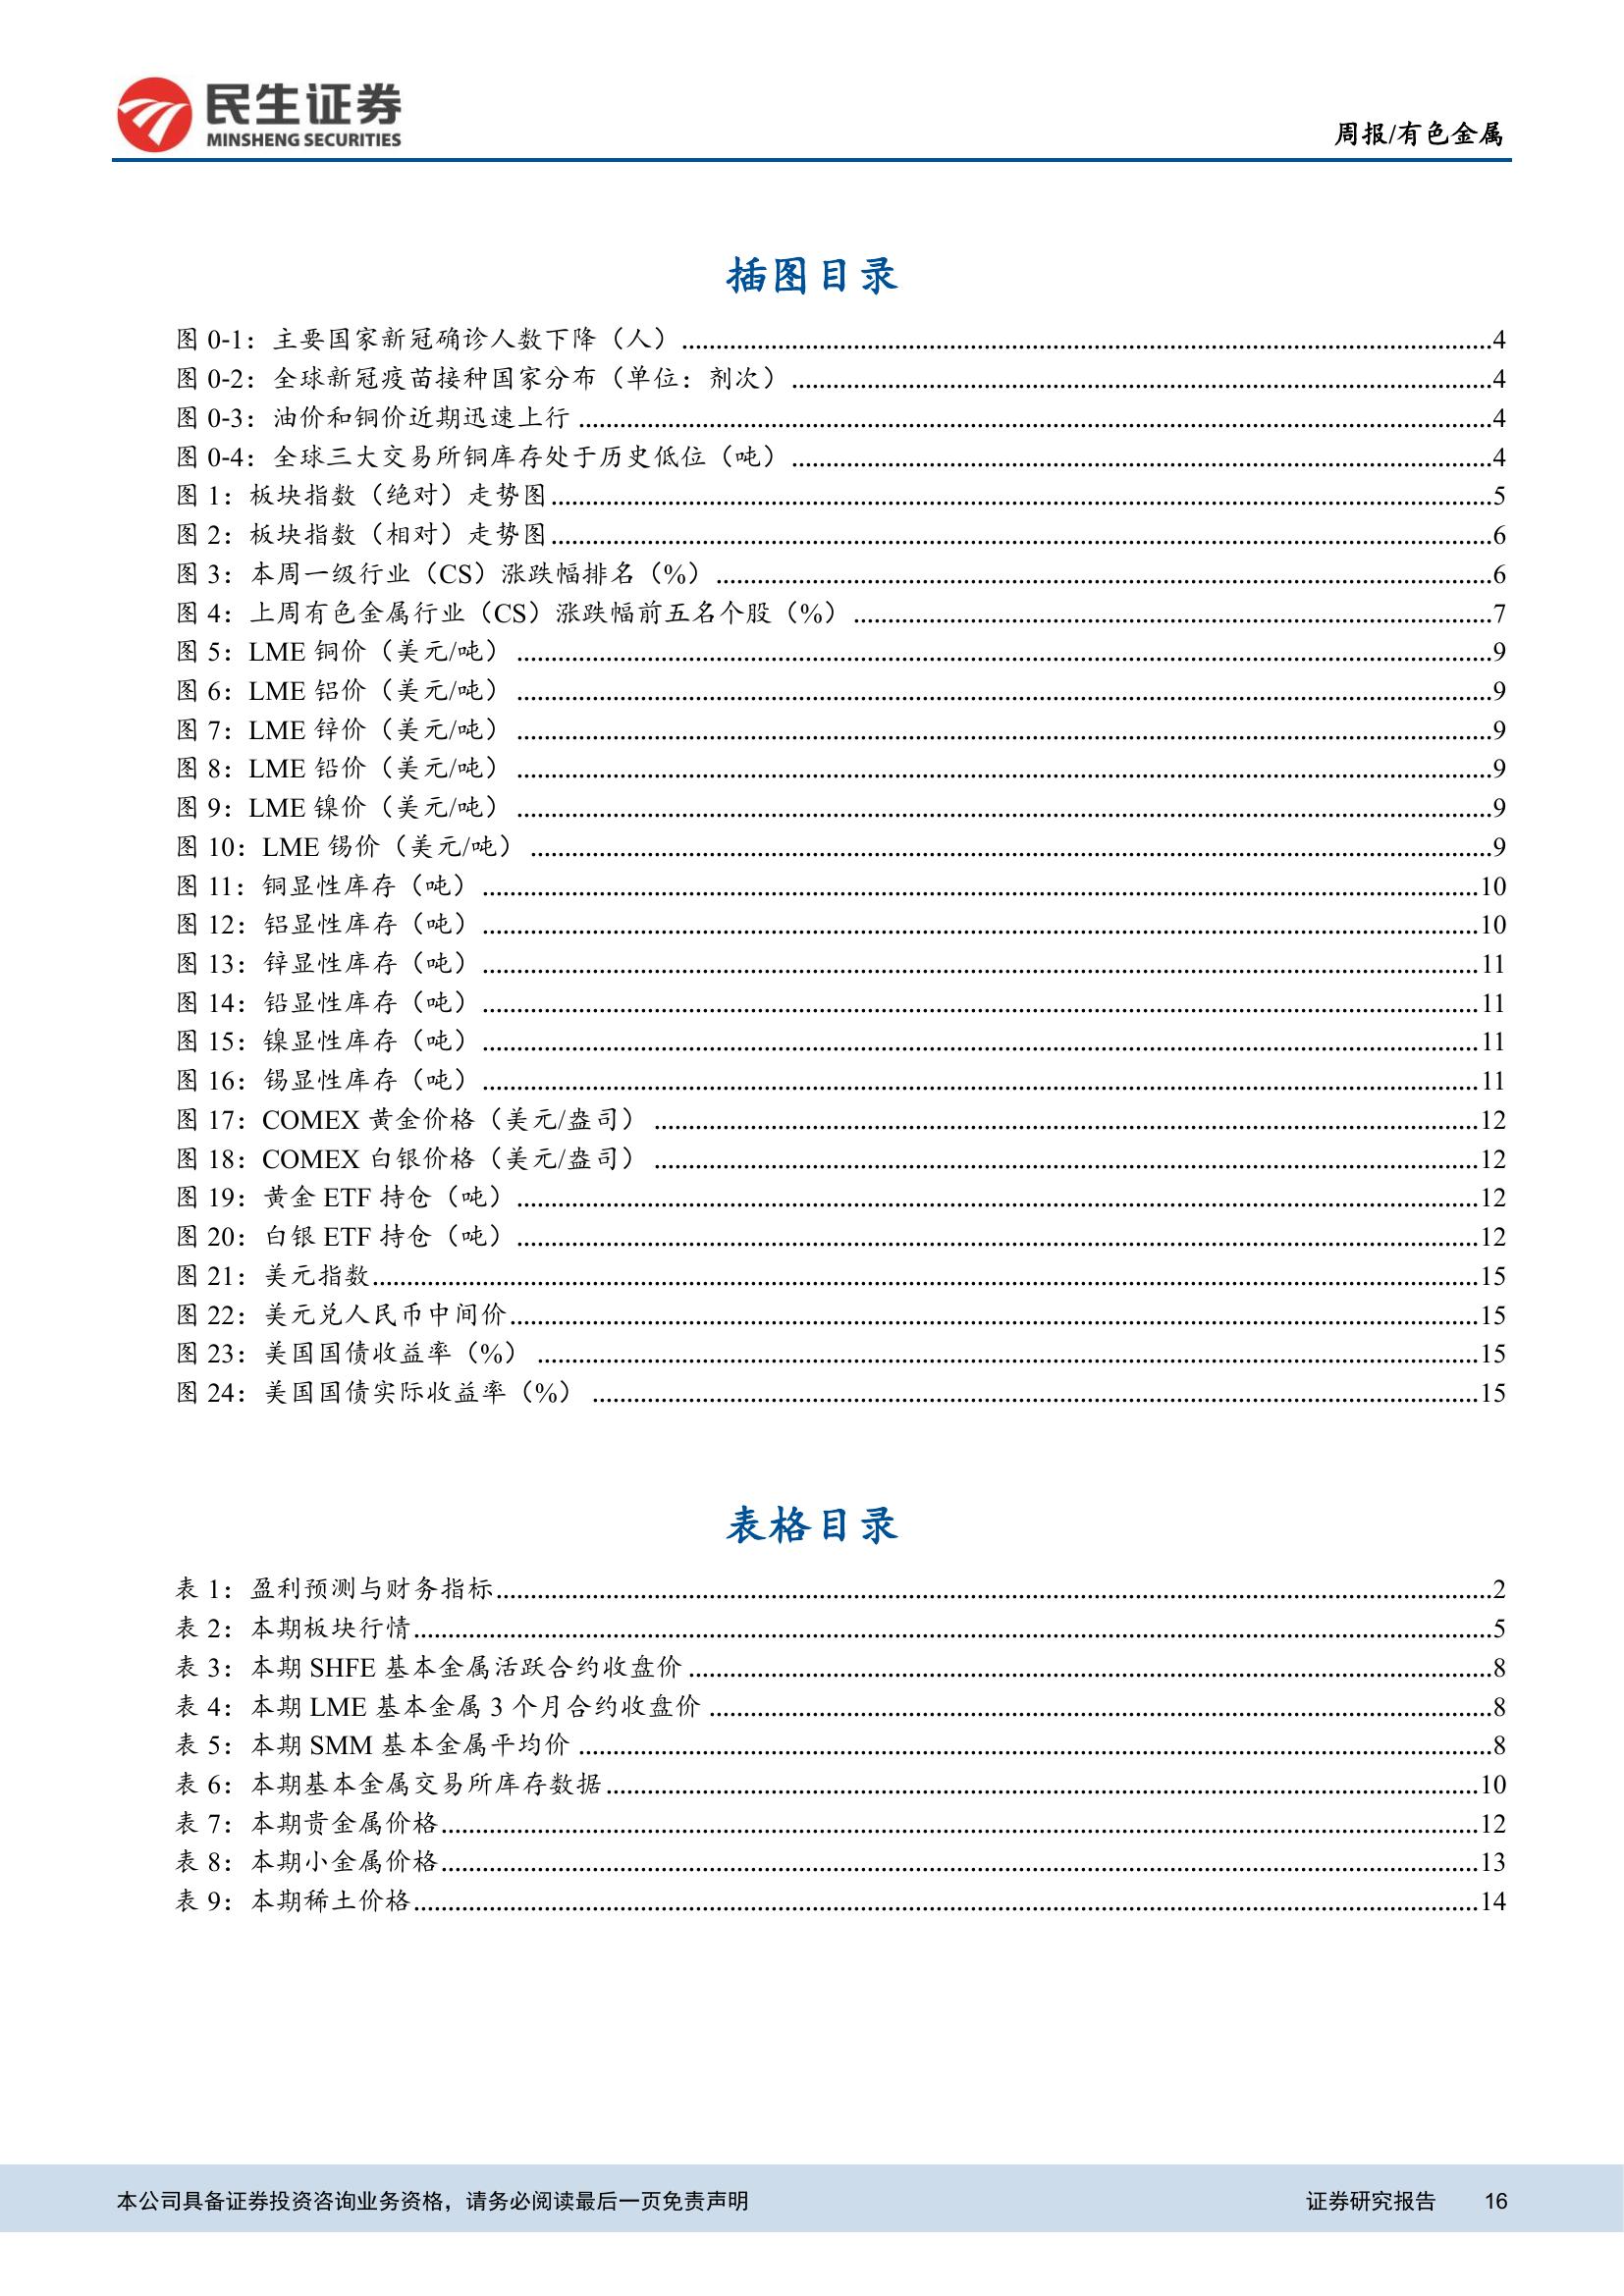 民生证券
MINSHENG SECURITIES
周报/有色金属
插图目录
图 0-1：主要国家新冠确诊人数下降（人）4
图 0-2：全球新冠疫苗接种国家分布（单位：剂次）4
图 0-3：油价和铜价近期迅速上行4
图 0-4：全球三大交易所铜库存处于历史低位（吨）4
图 1：板块指数（绝对）走势图5
图 2：板块指数（相对）走势图6
图 3：本周一级行业（CS）涨跌幅排名（%）6
图 4：上周有色金属行业（CS）涨跌幅前五名个股（%）7
图 5：LME 铜价（美元/吨）9
图 6：LME 铝价（美元/吨）9
图 7：LME 锌价（美元/吨）9
图 8：LME 铅价（美元/吨）9
图 9：LME 镍价（美元/吨）9
图 10：LME 锡价（美元/吨）9
图 11：铜显性库存（吨）10
图 12：铝显性库存（吨）10
图 13：锌显性库存（吨）11
图 14：铅显性库存（吨）11
图 15：镍显性库存（吨）11
图 16：锡显性库存（吨）11
图 17：COMEX 黄金价格（美元/盎司）12
图 18：COMEX 白银价格（美元/盎司）12
图 19：黄金 ETF 持仓（吨）12
图 20：白银 ETF 持仓（吨）12
图 21：美元指数15
图 22：美元兑人民币中间价15
图 23：美国国债收益率（%）15
图 24：美国国债实际收益率（%）15
表格目录
表 1：盈利预测与财务指标2
表 2：本期板块行情5
表 3：本期 SHFE 基本金属活跃合约收盘价8
表 4：本期 LME 基本金属 3 个月合约收盘价8
表 5：本期 SMM 基本金属平均价8
表 6：本期基本金属交易所库存数据10
表 7：本期贵金属价格12
表 8：本期小金属价格13
表 9：本期稀土价格14
本公司具备证券投资咨询业务资格，请务必阅读最后一页免责声明 证券研究报告 16